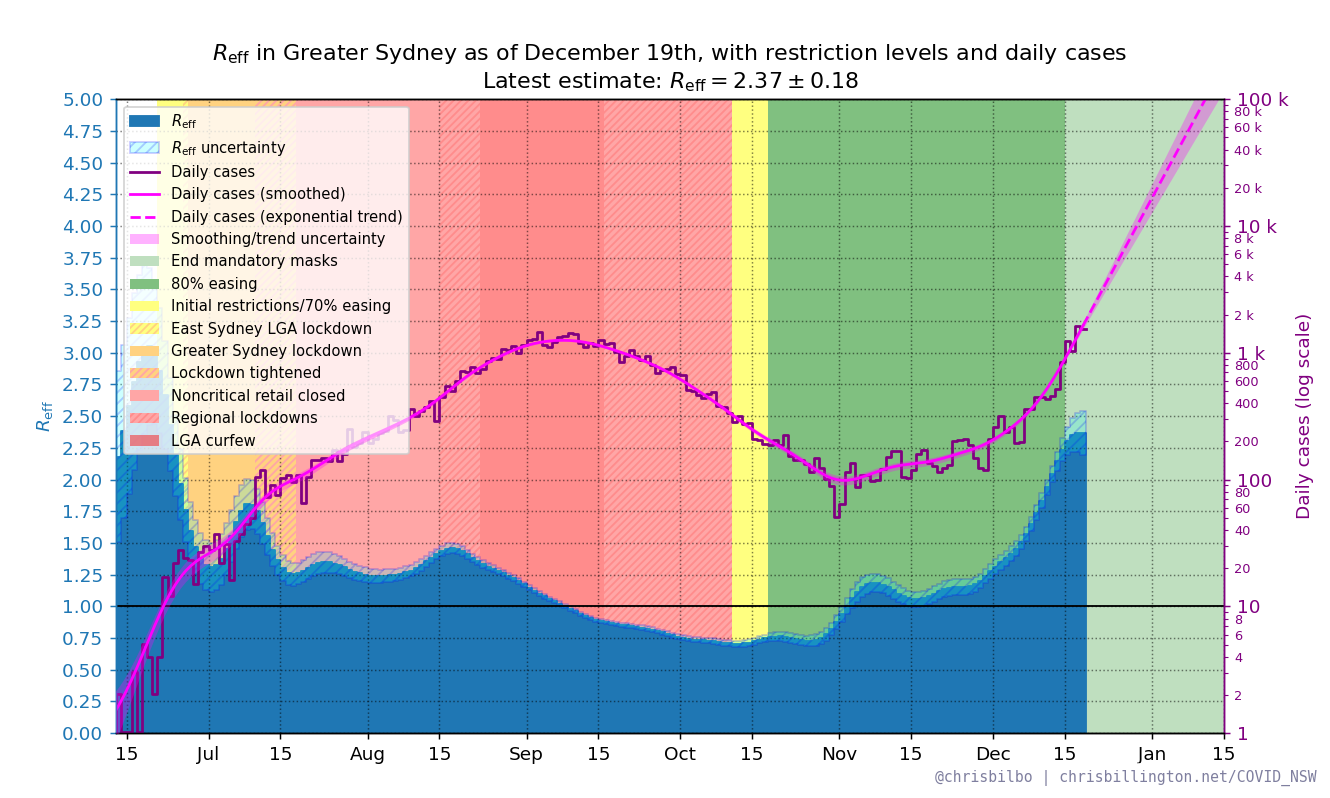 R_eff in Greater Sydney as of December 19th, with restriction levels and daily cases
Latest estimate: R_eff = 2.37 ± 0.18
5.00
4.75
4.50
4.25
4.00
3.75
3.50
3.25
3.00
2.75
2.50
2.25
2.00
1.75
1.50
1.25
1.00
0.75
0.50
0.25
0.00
R_eff
R_eff
R_eff uncertainty
Daily cases
Daily cases (smoothed)
Daily cases (exponential trend)
Smoothing/trend uncertainty
End mandatory masks
80% easing
Initial restrictions/70% easing
East Sydney LGA lockdown
Greater Sydney lockdown
Lockdown tightened
Noncritical retail closed
Regional lockdowns
LGA curfew
100 k
80 k
60 k
40 k
20 k
10 k
8 k
6 k
4 k
2 k
1 k
800
600
400
200
100
80
60
40
20
10
8
6
4
2
1
Daily cases (log scale)
15 Jul 15 Aug 15 Sep 15 Oct 15 Nov 15 Dec 15 Jan 15
@chrisbilbo | chrisbillington.net/COVID_NSW